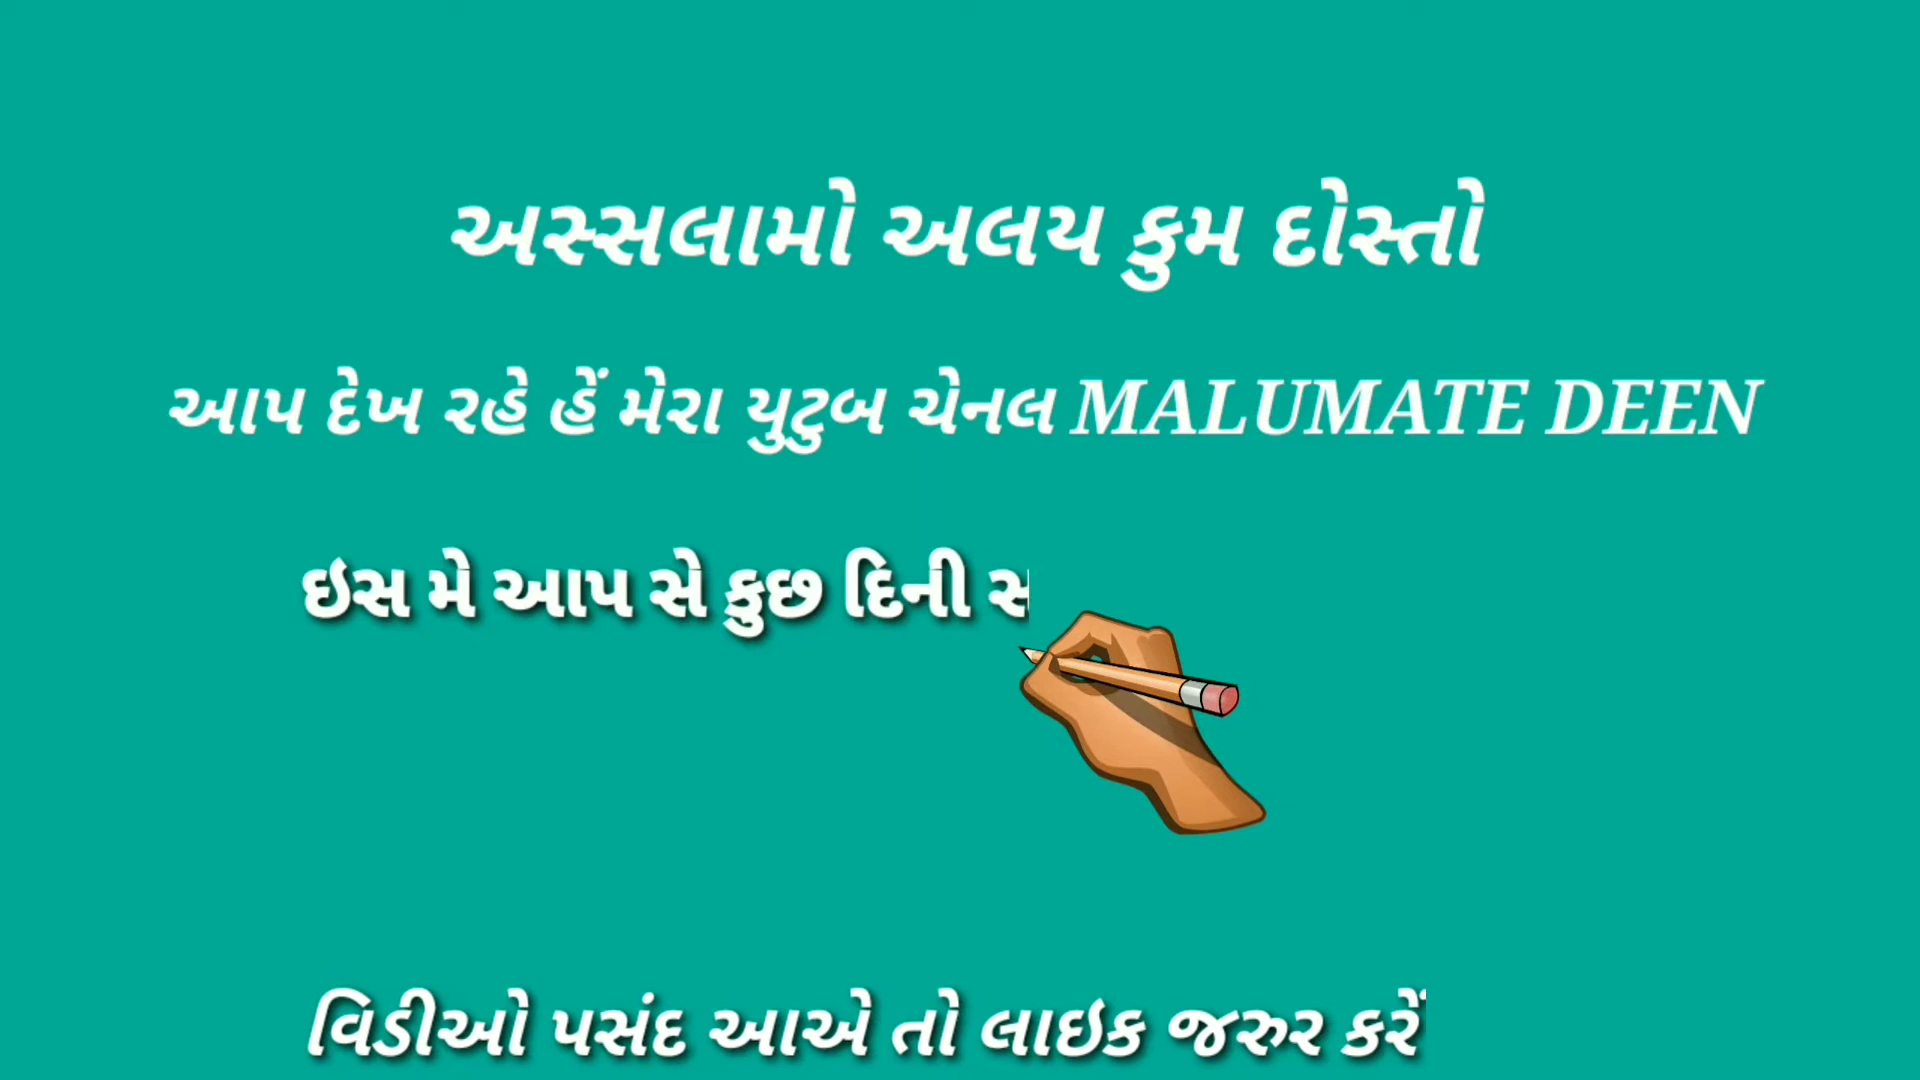 અસ્સલામો અલય કુમ દોસ્તો
આપ દેખ રહે હેં મેરા યુટુબ ચેનલ MALUMATE DEEN
ઇસ મે આપ સે કુછ દિની
વિડીઓ પસંદ આએ તો લાઇક જરુર કરેં